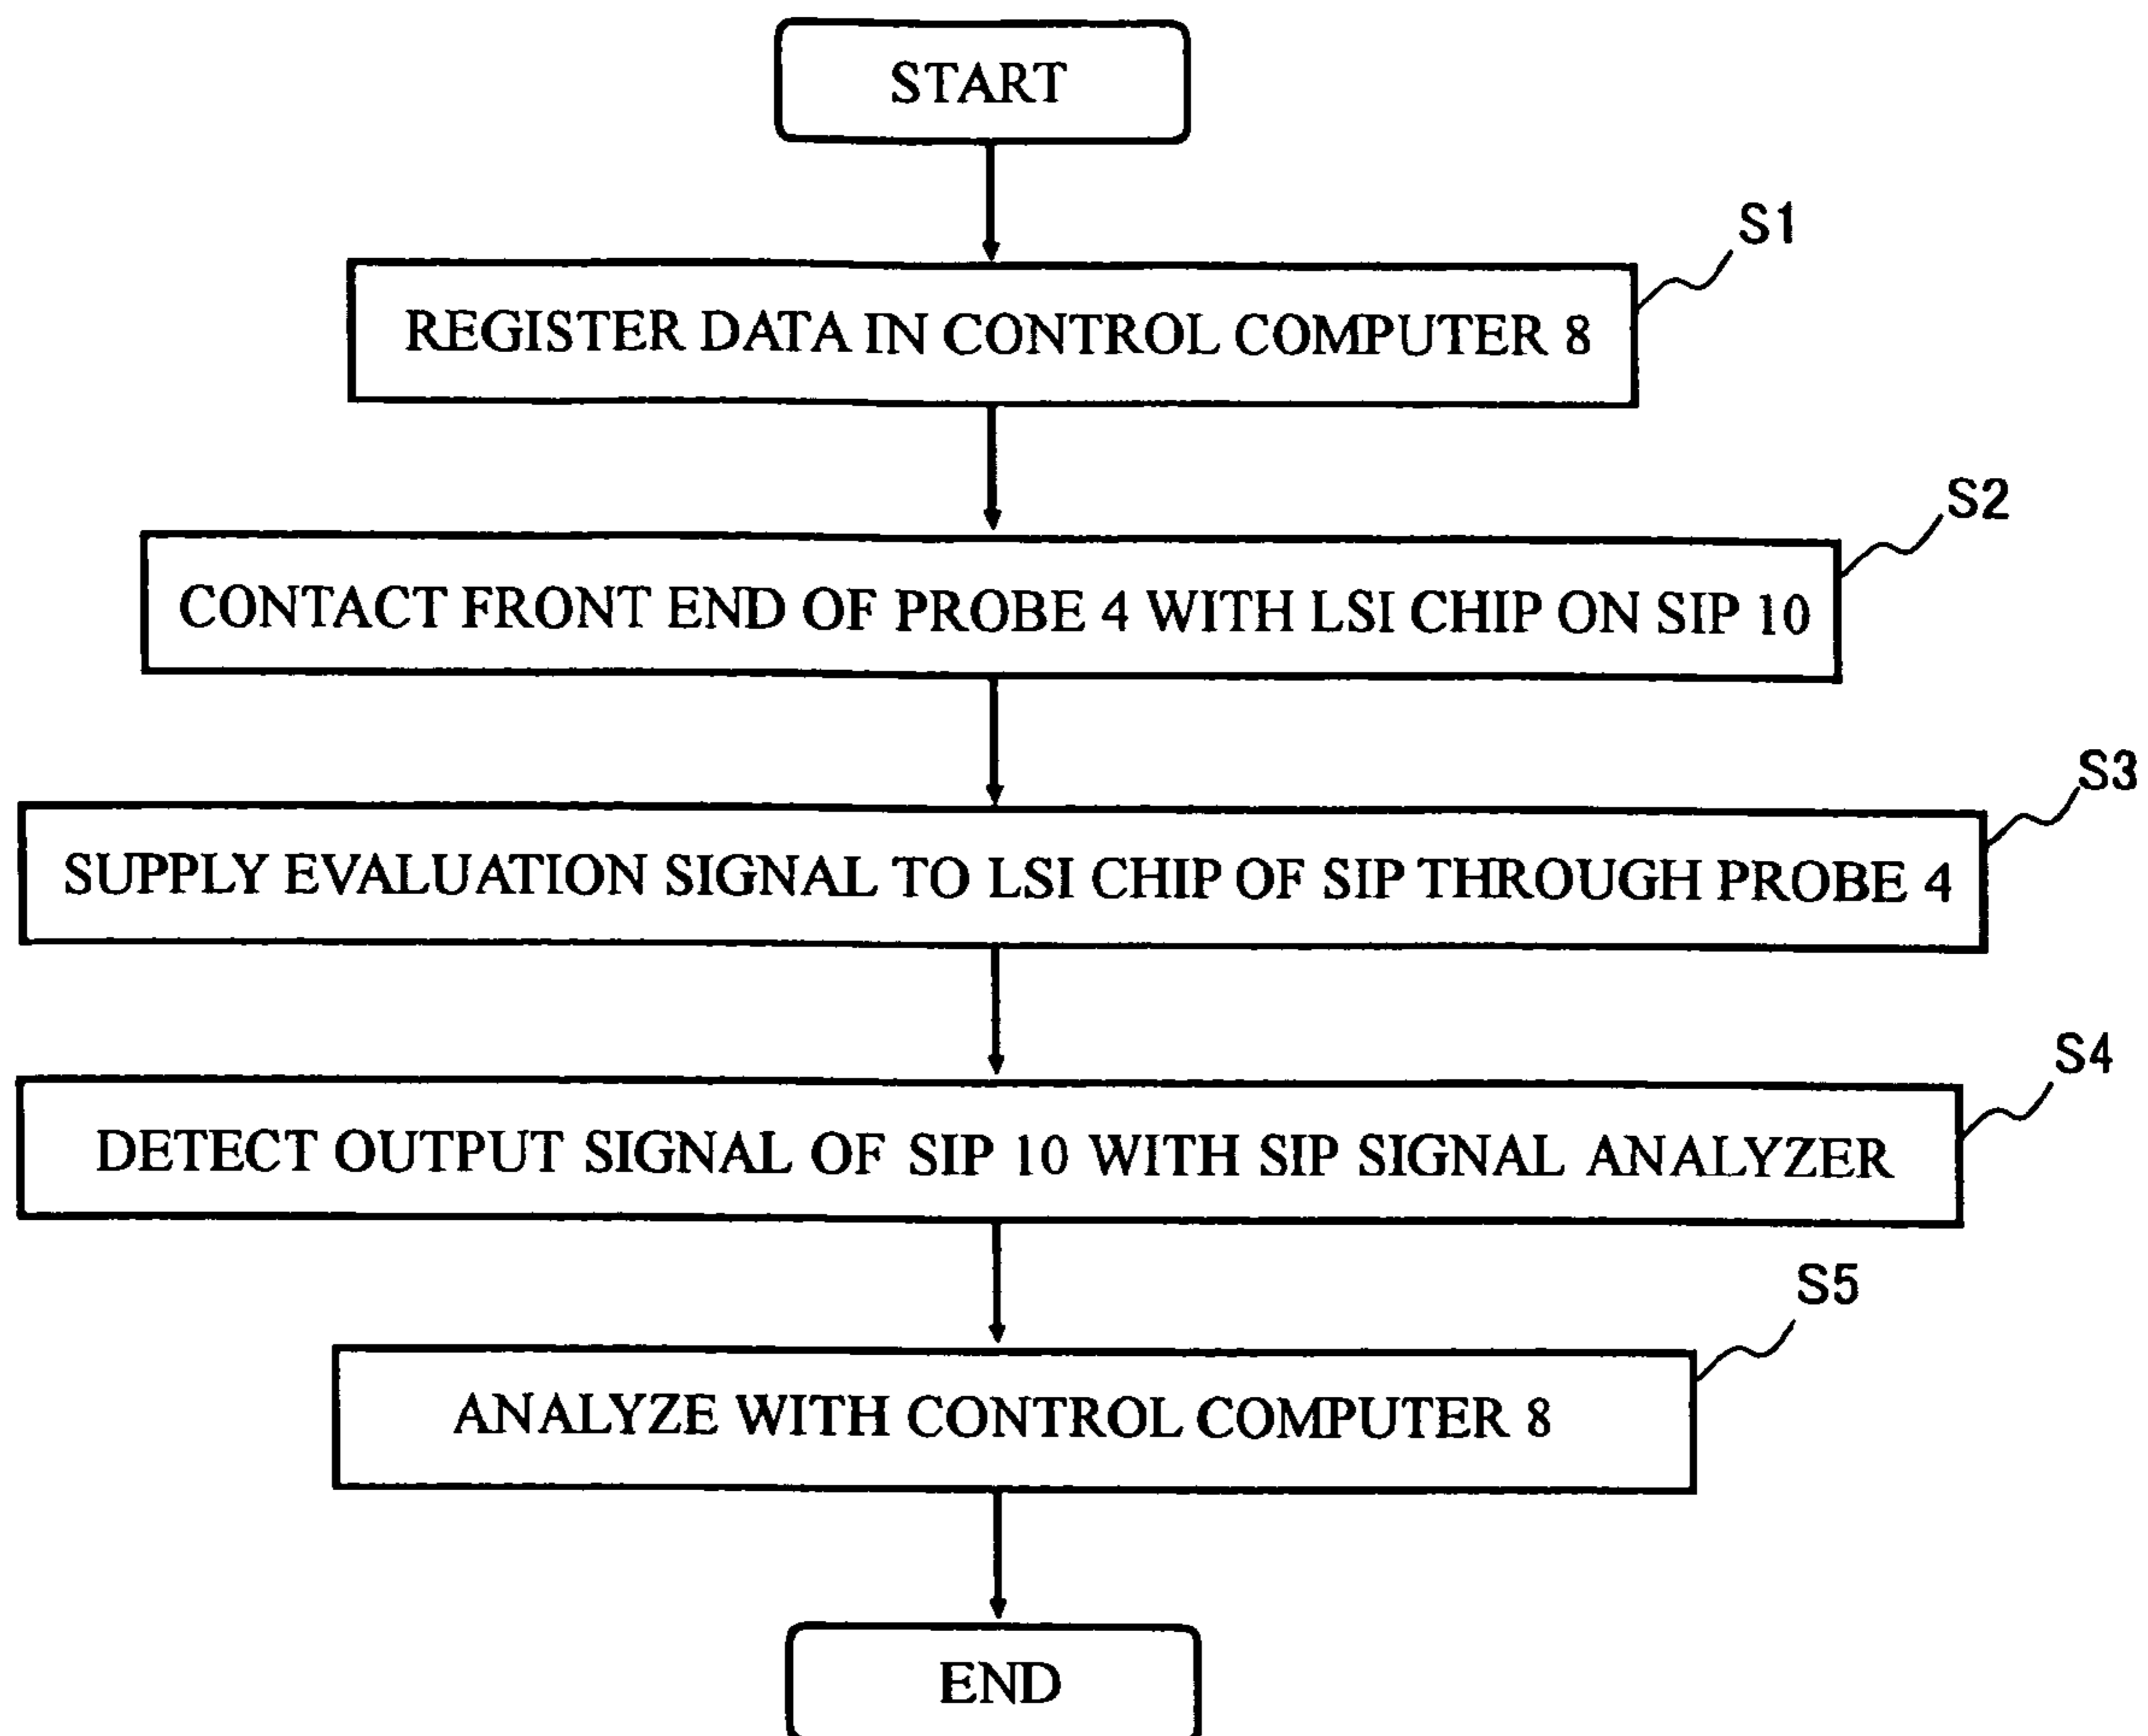 START
S1
REGISTER DATA IN CONTROL COMPUTER 8
S2
CONTACT FRONT END OF PROBE 4 WITH LSI CHIP ON SIP 10
S3
SUPPLY EVALUATION SIGNAL TO LSI CHIP OF SIP THROUGH PROBE 4
S4
DETECT OUTPUT SIGNAL OF SIP 10 WITH SIP SIGNAL ANALYZER
S5
ANALYZE WITH CONTROL COMPUTER 8
END